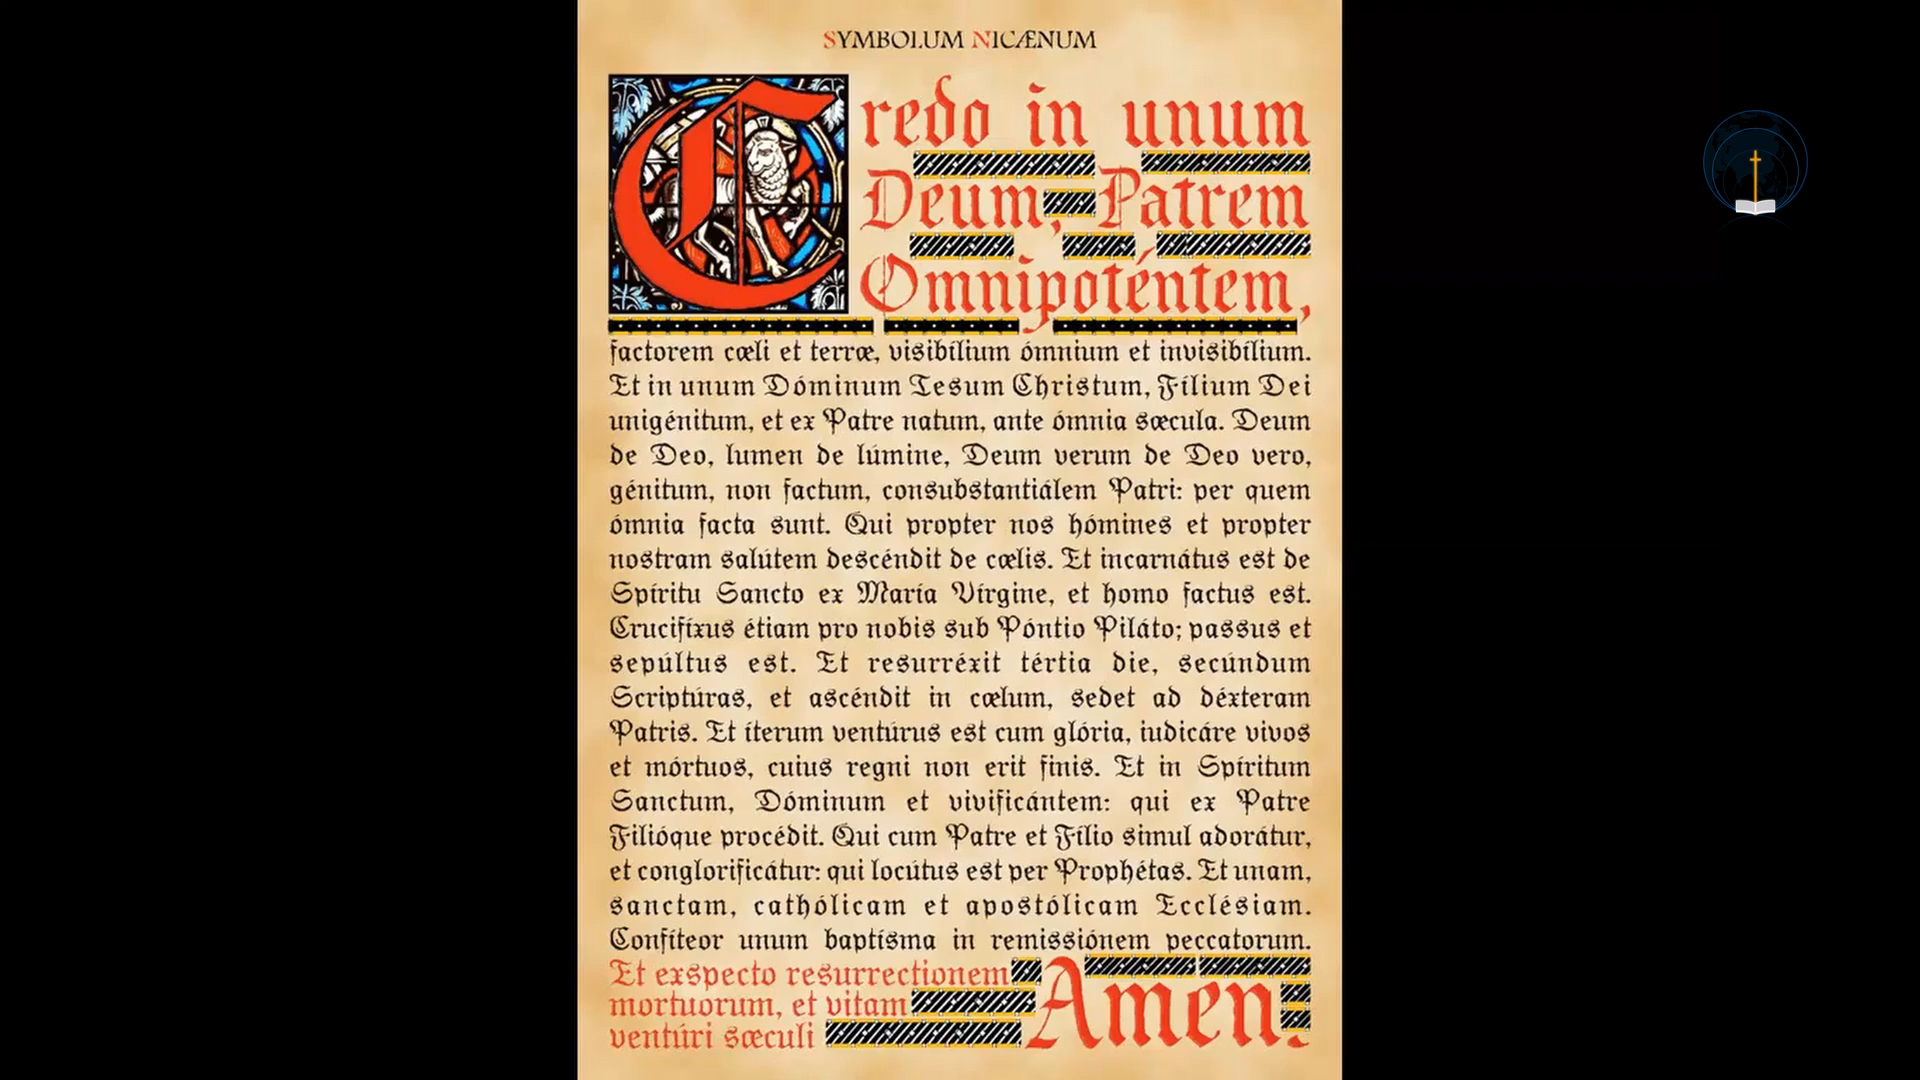 SYMBOLUM NICÆNUM
Credo in unum
Deum, Patrem
Omnipoténtem,
factorem cœli et terræ, visibílium ómnium et invisibílium.
Et in unum Dóminum Iesum Christum, Fílium Dei
unigénitum, et ex Patre natum, ante ómnia sæcula. Deum
de Deo, lumen de lúmine, Deum verum de Deo vero,
génitum, non factum, consubstantiálem Patri: per quem
ómnia facta sunt. Qui propter nos hómines et propter
nostram salútem descéndit de cœlis. Et incarnátus est de
Spíritu Sancto ex María Vírgine, et homo factus est.
Crucifíxus étiam pro nobis sub Póntio Piláto; passus et
sepúltus est. Et resurréxit tértia die, secúndum
Scriptúras, et ascéndit in cœlum, sedet ad déxteram
Patris. Et íterum ventúrus est cum glória, iudicáre vivos
et mórtuos, cuius regni non erit finis. Et in Spíritum
Sanctum, Dóminum et vivificántem: qui ex Patre
Filióque procédit. Qui cum Patre et Fílio simul adorátur,
et conglorificátur: qui locútus est per Prophétas. Et unam,
sanctam, cathólicam et apostólicam Ecclésiam.
Confíteor unum baptísma in remissiónem peccatorum.
Et exspecto resurrectionem
mortuorum, et vitam
ventúri sæculi
Amen.